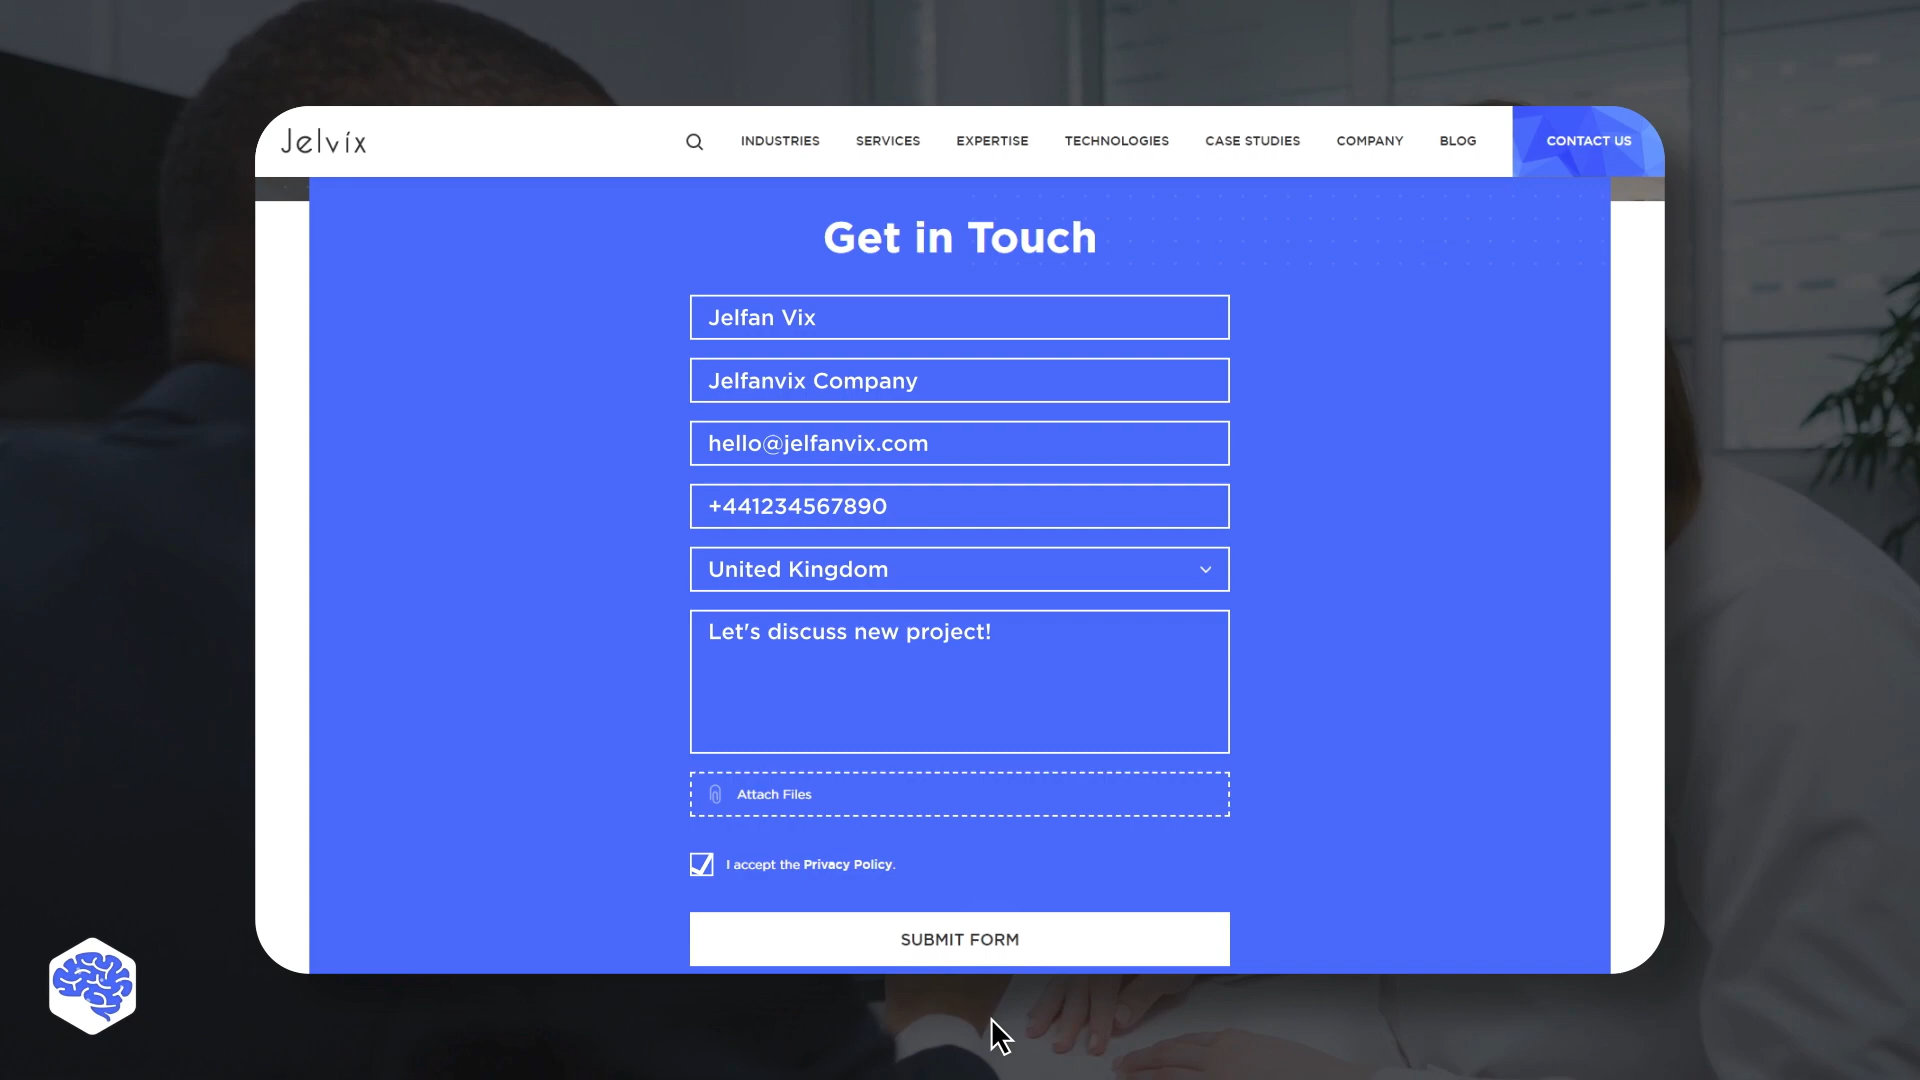 Jelvix
INDUSTRIES
SERVICES
EXPERTISE
TECHNOLOGIES
CASE STUDIES
COMPANY
BLOG
CONTACT US
Get in Touch
Jelfan Vix
Jelfanvix Company
hello@jelfanvix.com
+441234567890
United Kingdom
Let's discuss new project!
Attach Files
I accept the Privacy Policy.
SUBMIT FORM